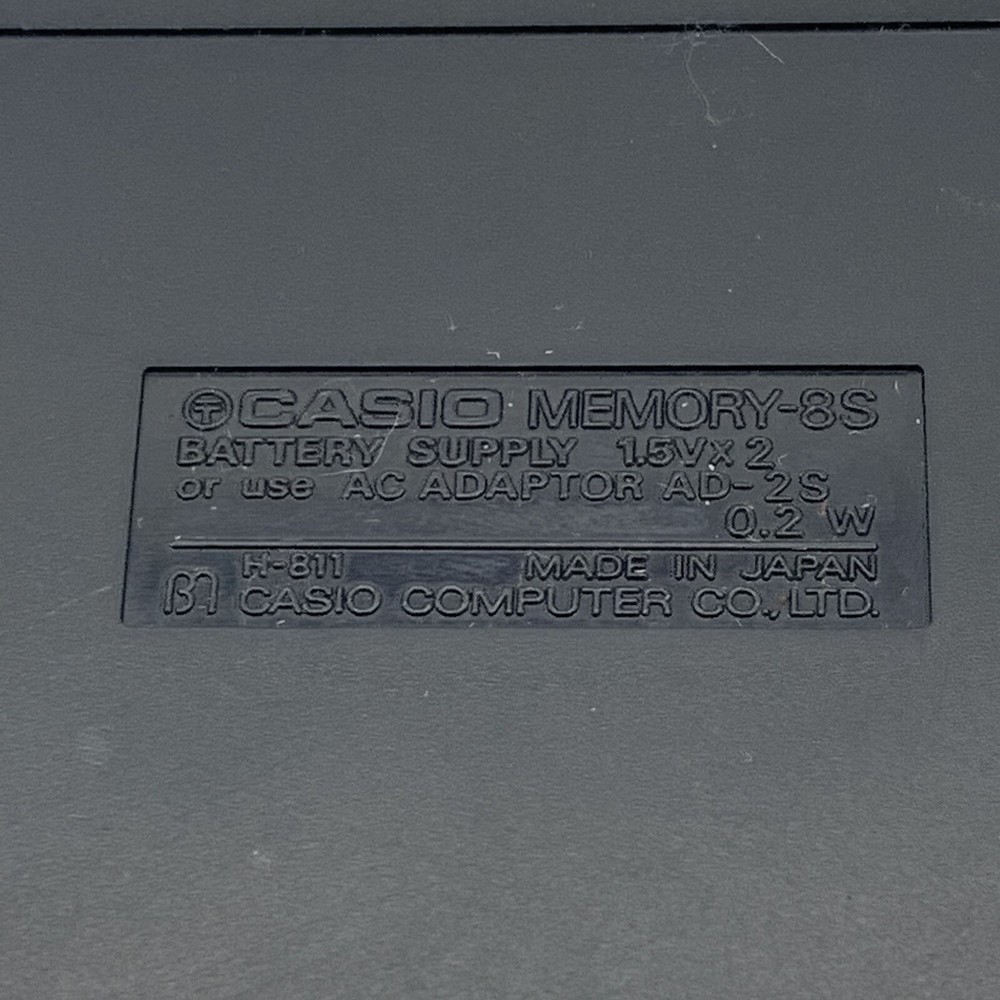 Ⓣ CASIO MEMORY-8S
BATTERY SUPPLY 1.5V×2
or use AC ADAPTOR AD-2S
0.2 W
H-811 MADE IN JAPAN
CASIO COMPUTER CO., LTD.